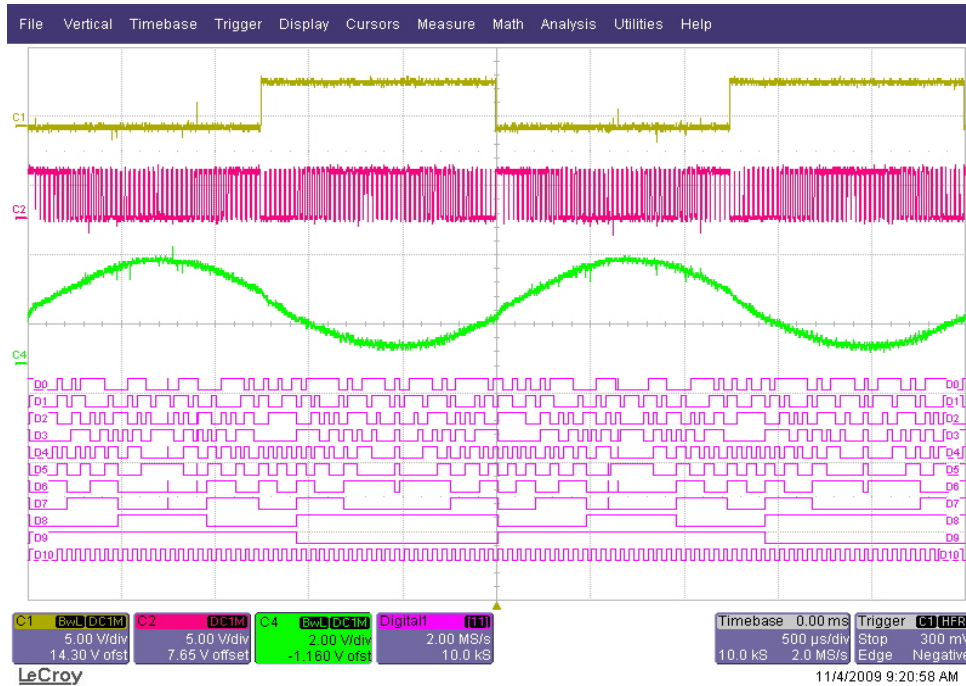 File Vertical Timebase Trigger Display Cursors Measure Math Analysis Utilities Help
C1
C2
C4
D0 D0
D1 D1
D2 D2
D3 D3
D4 D4
D5 D5
D6 D6
D7 D7
D8 D8
D9 D9
D10 D10
C1 BwL DC1M C2 DC1M C4 BwL DC1M Digital1 (11) Timebase 0.00 ms Trigger C1 HFR
5.00 V/div 5.00 V/div 2.00 V/div 2.00 MS/s 500 µs/div Stop 300 mV
14.30 V ofst 7.65 V offset -1.160 V ofst 10.0 kS 10.0 kS 2.0 MS/s Edge Negative
LeCroy 11/4/2009 9:20:58 AM